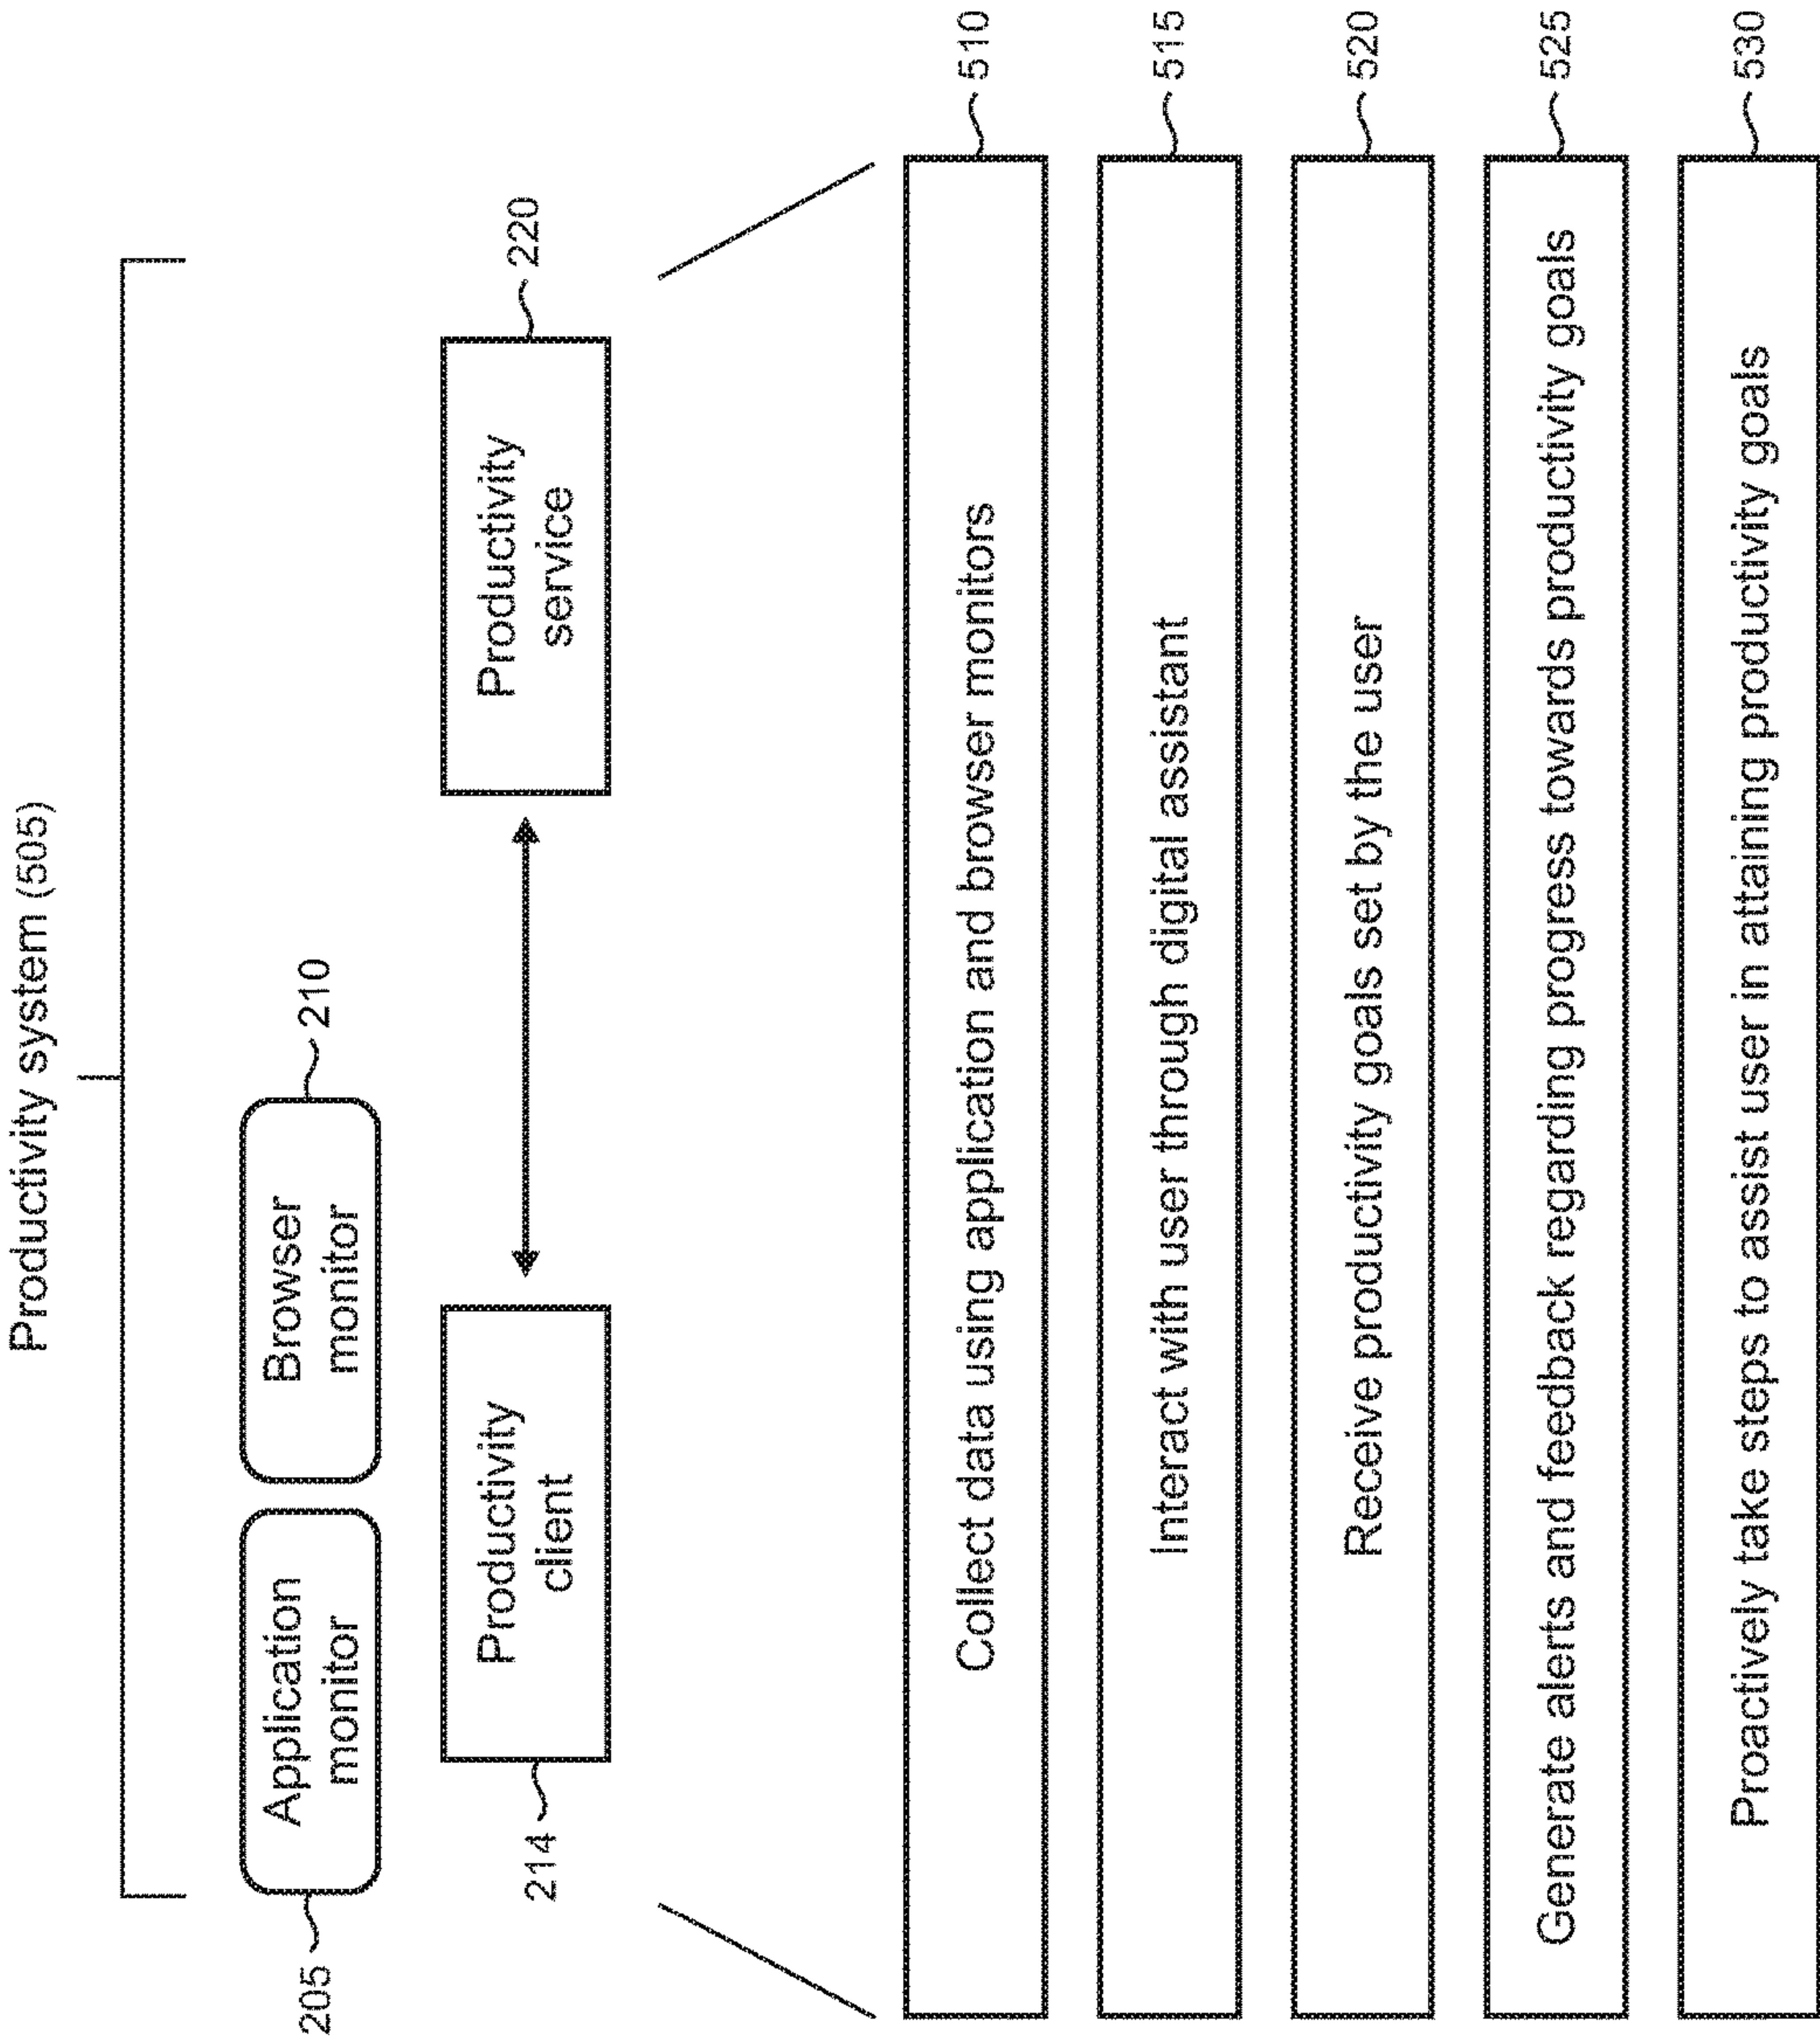 Productivity system (505)
205
Application
monitor
Browser
monitor
210
214
Productivity
client
Productivity
service
220
Collect data using application and browser monitors
510
Interact with user through digital assistant
515
Receive productivity goals set by the user
520
Generate alerts and feedback regarding progress towards productivity goals
525
Proactively take steps to assist user in attaining productivity goals
530